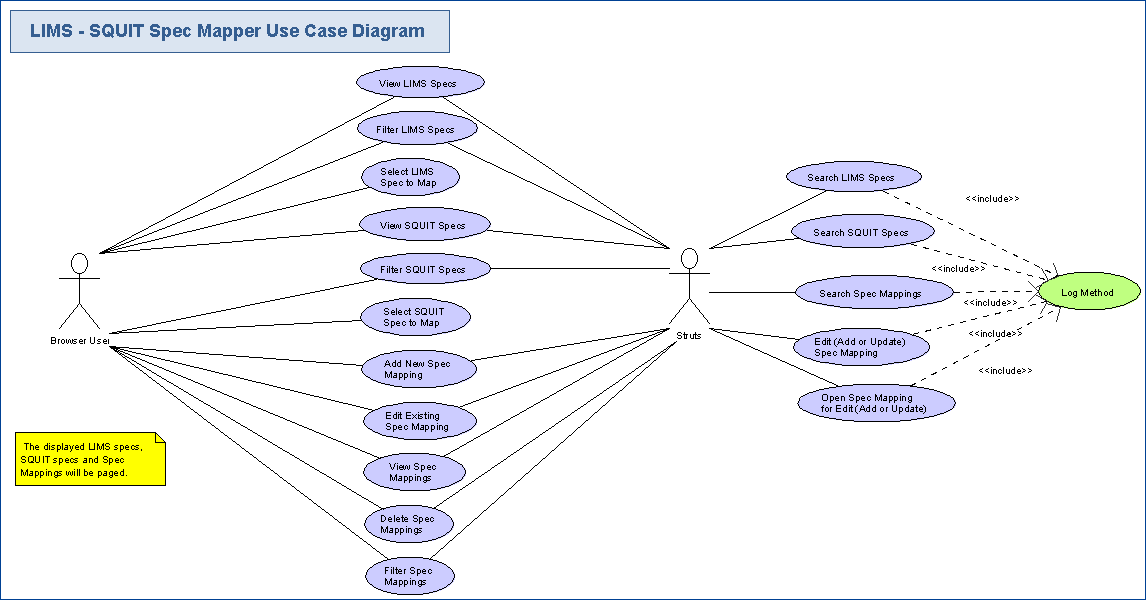 LIMS - SQUIT Spec Mapper Use Case Diagram
View LIMS Specs
Filter LIMS Specs
Select LIMS
Spec to Map
View SQUIT Specs
Filter SQUIT Specs
Select SQUIT
Spec to Map
Add New Spec
Mapping
Edit Existing
Spec Mapping
View Spec
Mappings
Delete Spec
Mappings
Filter Spec
Mappings
Browser User
The displayed LIMS specs,
SQUIT specs and Spec
Mappings will be paged.
Struts
Search LIMS Specs
Search SQUIT Specs
Search Spec Mappings
Edit (Add or Update)
Spec Mapping
Open Spec Mapping
for Edit (Add or Update)
<<include>>
<<include>>
<<include>>
<<include>>
<<include>>
Log Method